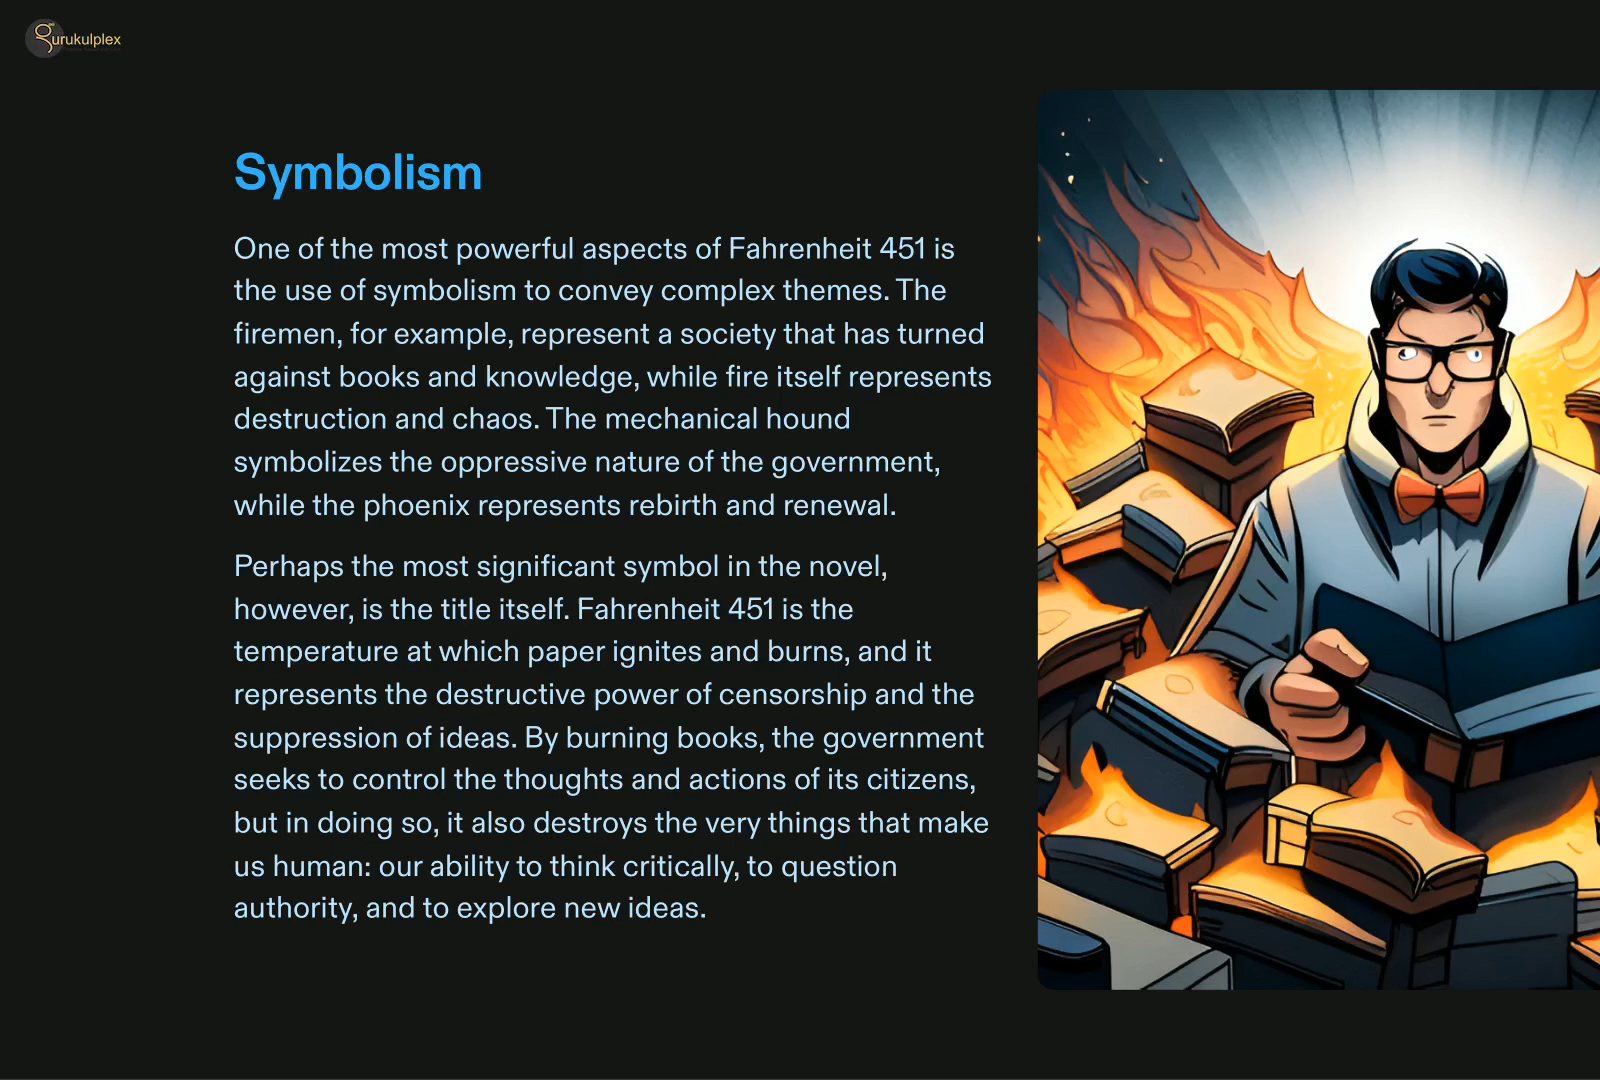 gurukulplex
Symbolism
One of the most powerful aspects of Fahrenheit 451 is
the use of symbolism to convey complex themes. The
firemen, for example, represent a society that has turned
against books and knowledge, while fire itself represents
destruction and chaos. The mechanical hound
symbolizes the oppressive nature of the government,
while the phoenix represents rebirth and renewal.
Perhaps the most significant symbol in the novel,
however, is the title itself. Fahrenheit 451 is the
temperature at which paper ignites and burns, and it
represents the destructive power of censorship and the
suppression of ideas. By burning books, the government
seeks to control the thoughts and actions of its citizens,
but in doing so, it also destroys the very things that make
us human: our ability to think critically, to question
authority, and to explore new ideas.